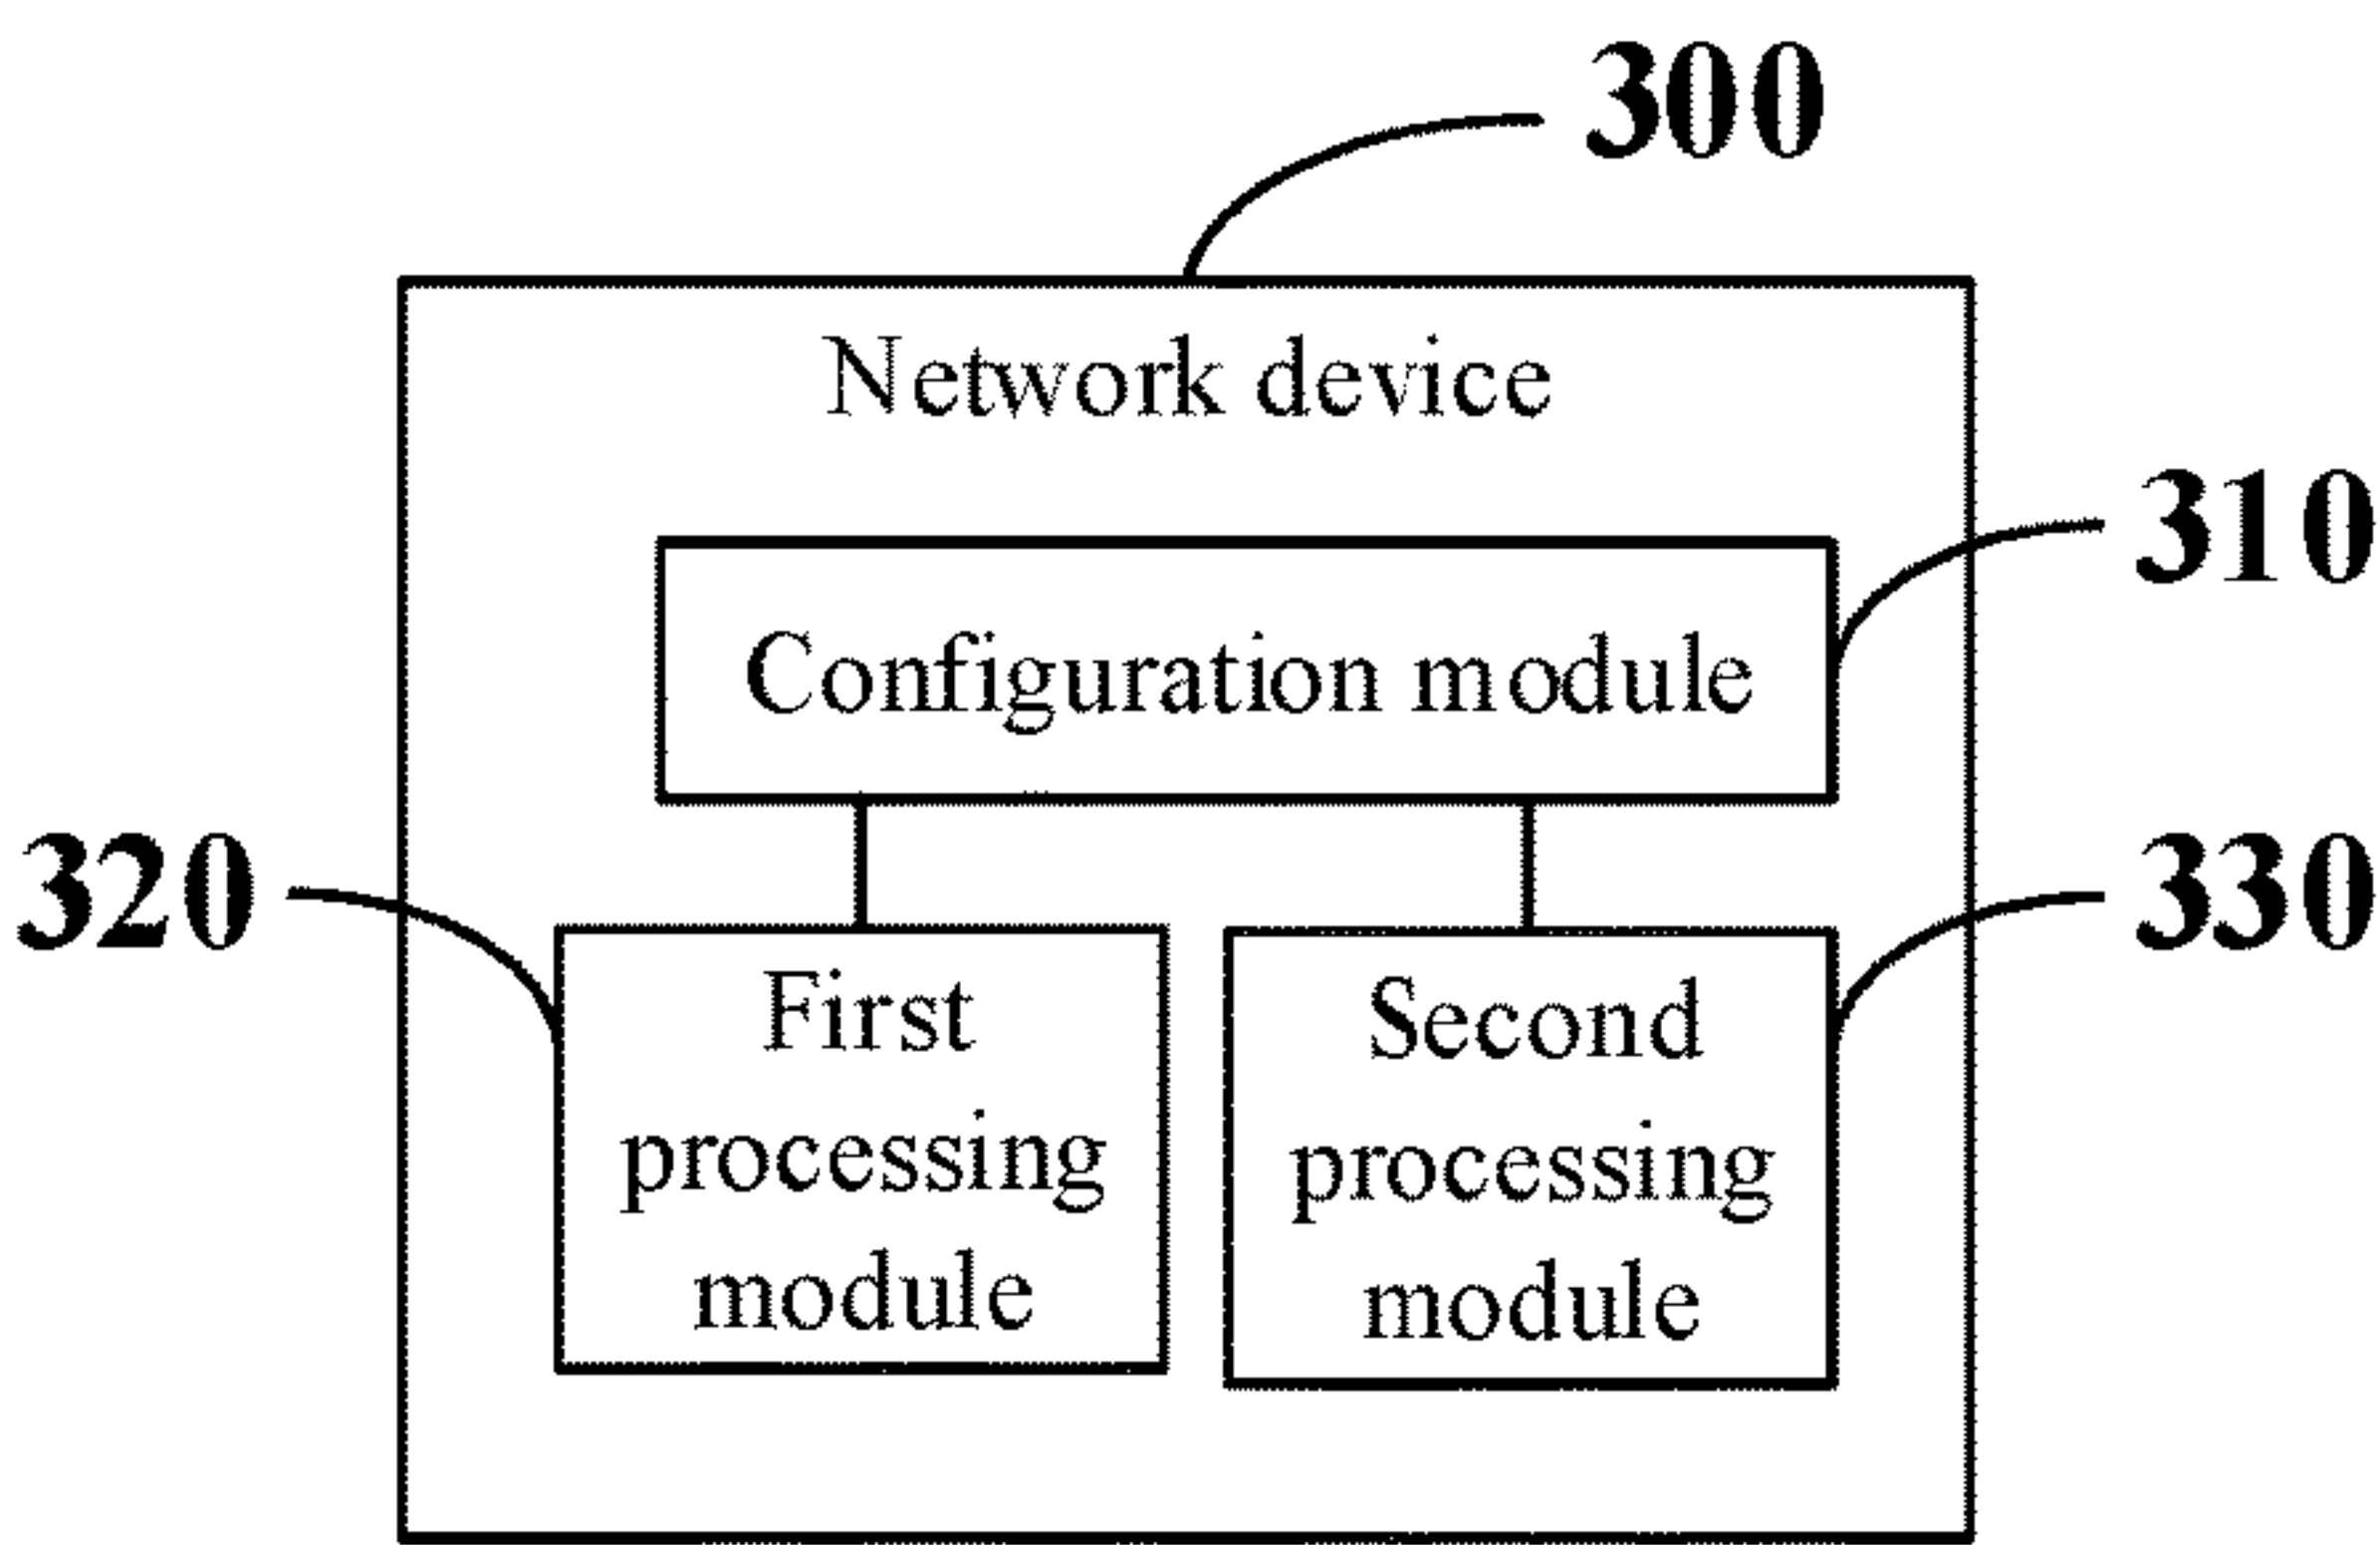 300
Network device
310
Configuration module
320
330
First
processing
module
Second
processing
module